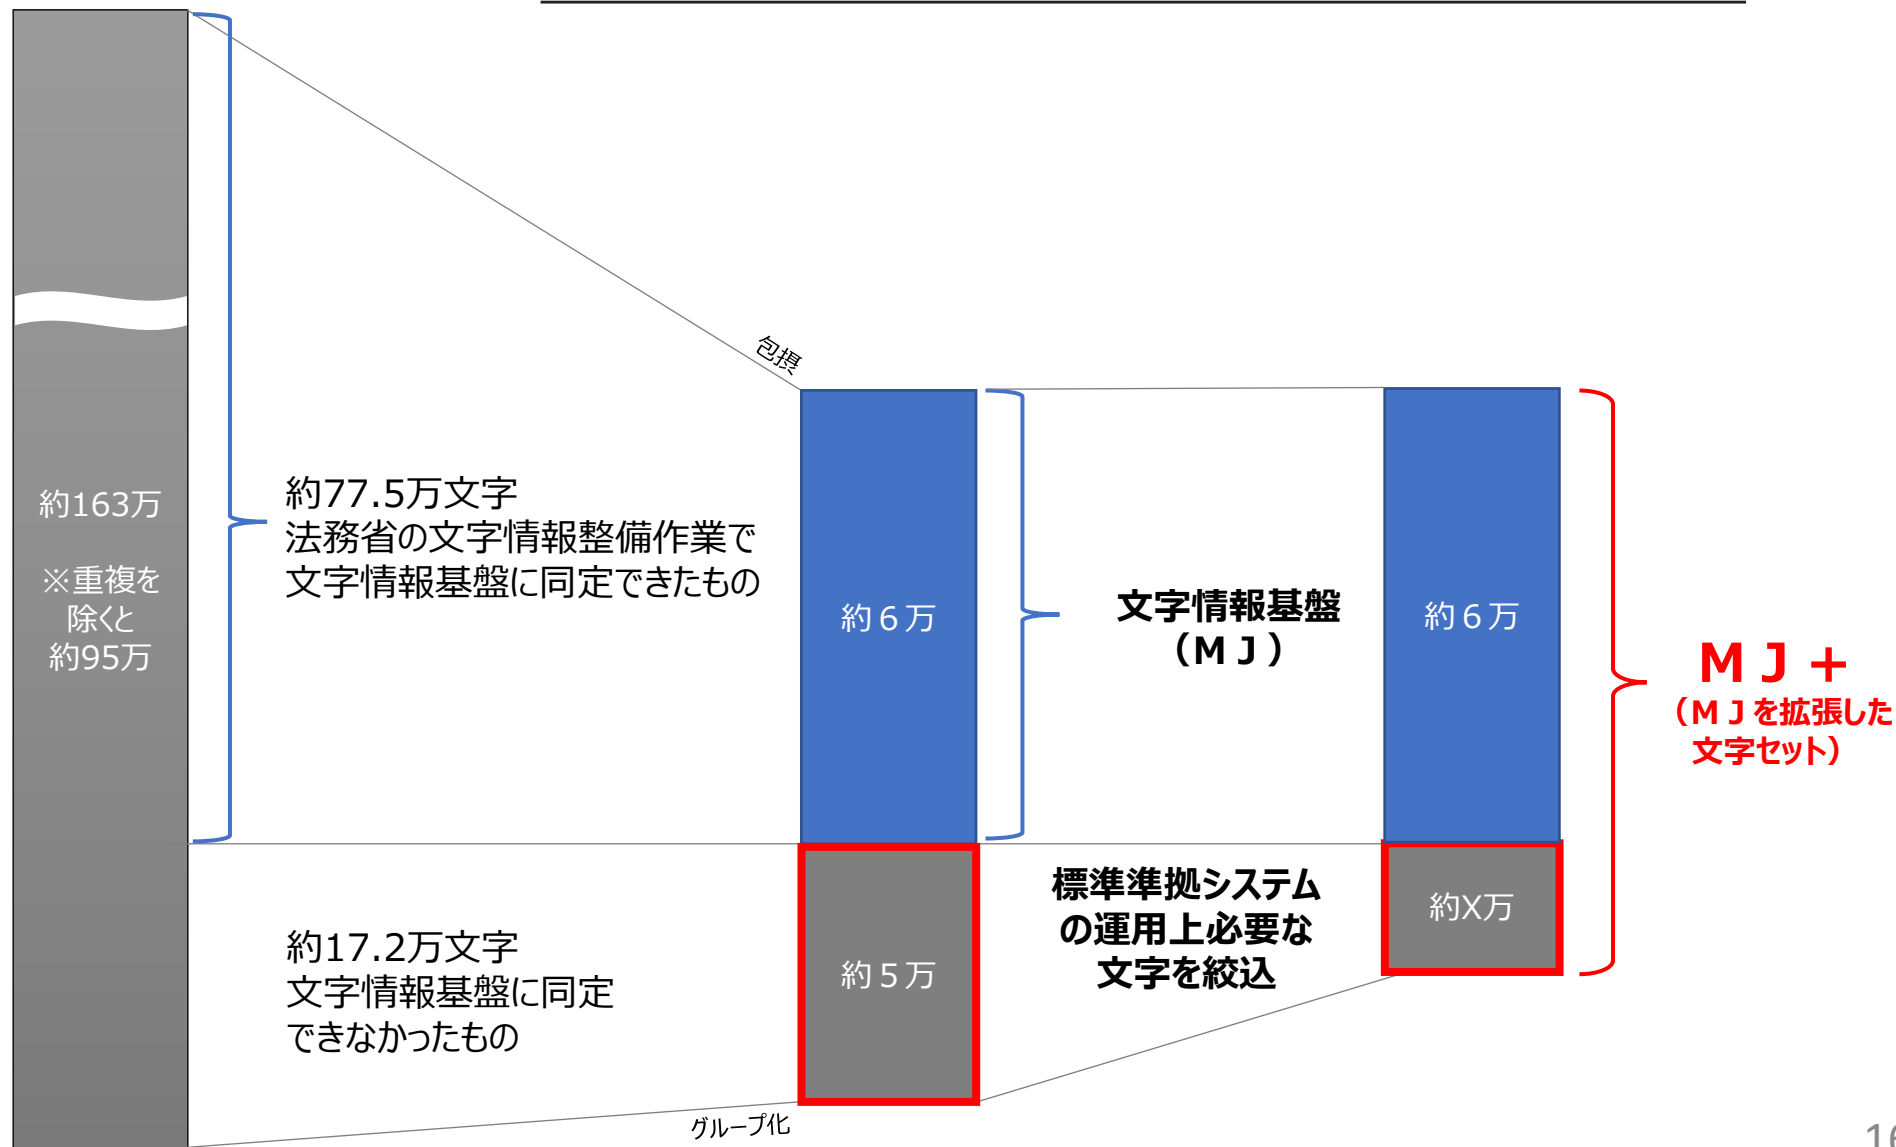 約163万
※重複を
除くと
約95万
約77.5万文字
法務省の文字情報整備作業で
文字情報基盤に同定できたもの
約17.2万文字
文字情報基盤に同定
できなかったもの
包摂
グループ化
約６万
約５万
文字情報基盤
（ＭＪ）
標準準拠システム
の運用上必要な
文字を絞込
約６万
約X万
ＭＪ＋
（ＭＪを拡張した
文字セット）
16